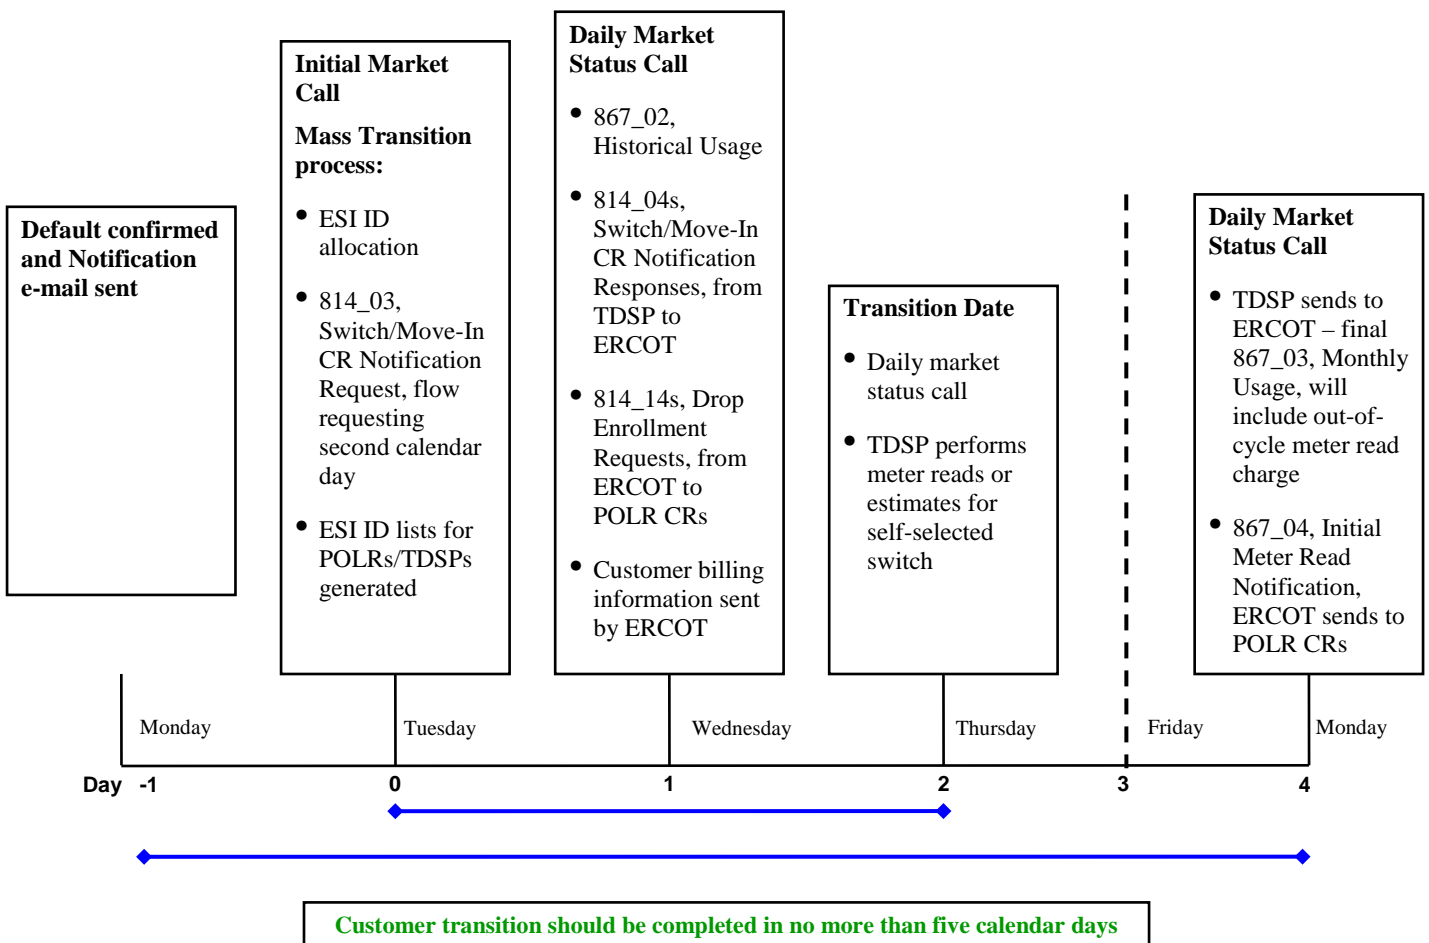 Default confirmed
and Notification
e-mail sent
Initial Market
Call
Mass Transition
process:
• ESI ID
allocation
• 814_03,
Switch/Move-In
CR Notification
Request, flow
requesting
second calendar
day
• ESI ID lists for
POLRs/TDSPs
generated
Daily Market
Status Call
• 867_02,
Historical Usage
• 814_04s,
Switch/Move-In
CR Notification
Responses, from
TDSP to
ERCOT
• 814_14s, Drop
Enrollment
Requests, from
ERCOT to
POLR CRs
• Customer billing
information sent
by ERCOT
Transition Date
• Daily market
status call
• TDSP performs
meter reads or
estimates for
self-selected
switch
Daily Market
Status Call
• TDSP sends to
ERCOT – final
867_03, Monthly
Usage, will
include out-of-
cycle meter read
charge
• 867_04, Initial
Meter Read
Notification,
ERCOT sends to
POLR CRs
Monday Tuesday Wednesday Thursday Friday Monday
Day -1 0 1 2 3 4
Customer transition should be completed in no more than five calendar days